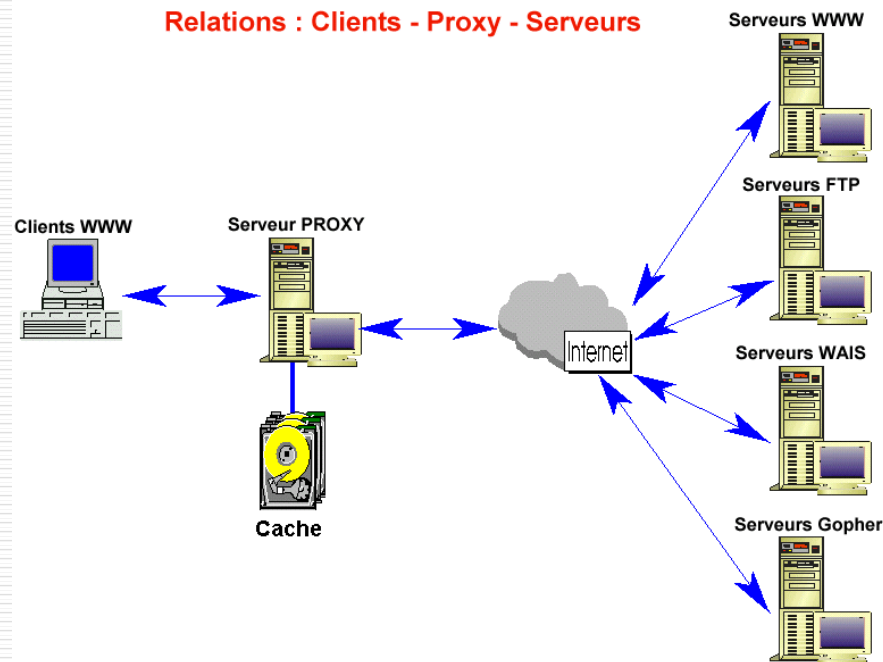 Relations : Clients - Proxy - Serveurs
Serveurs WWW
Serveurs FTP
Clients WWW
Serveur PROXY
Internet
Serveurs WAIS
Cache
Serveurs Gopher